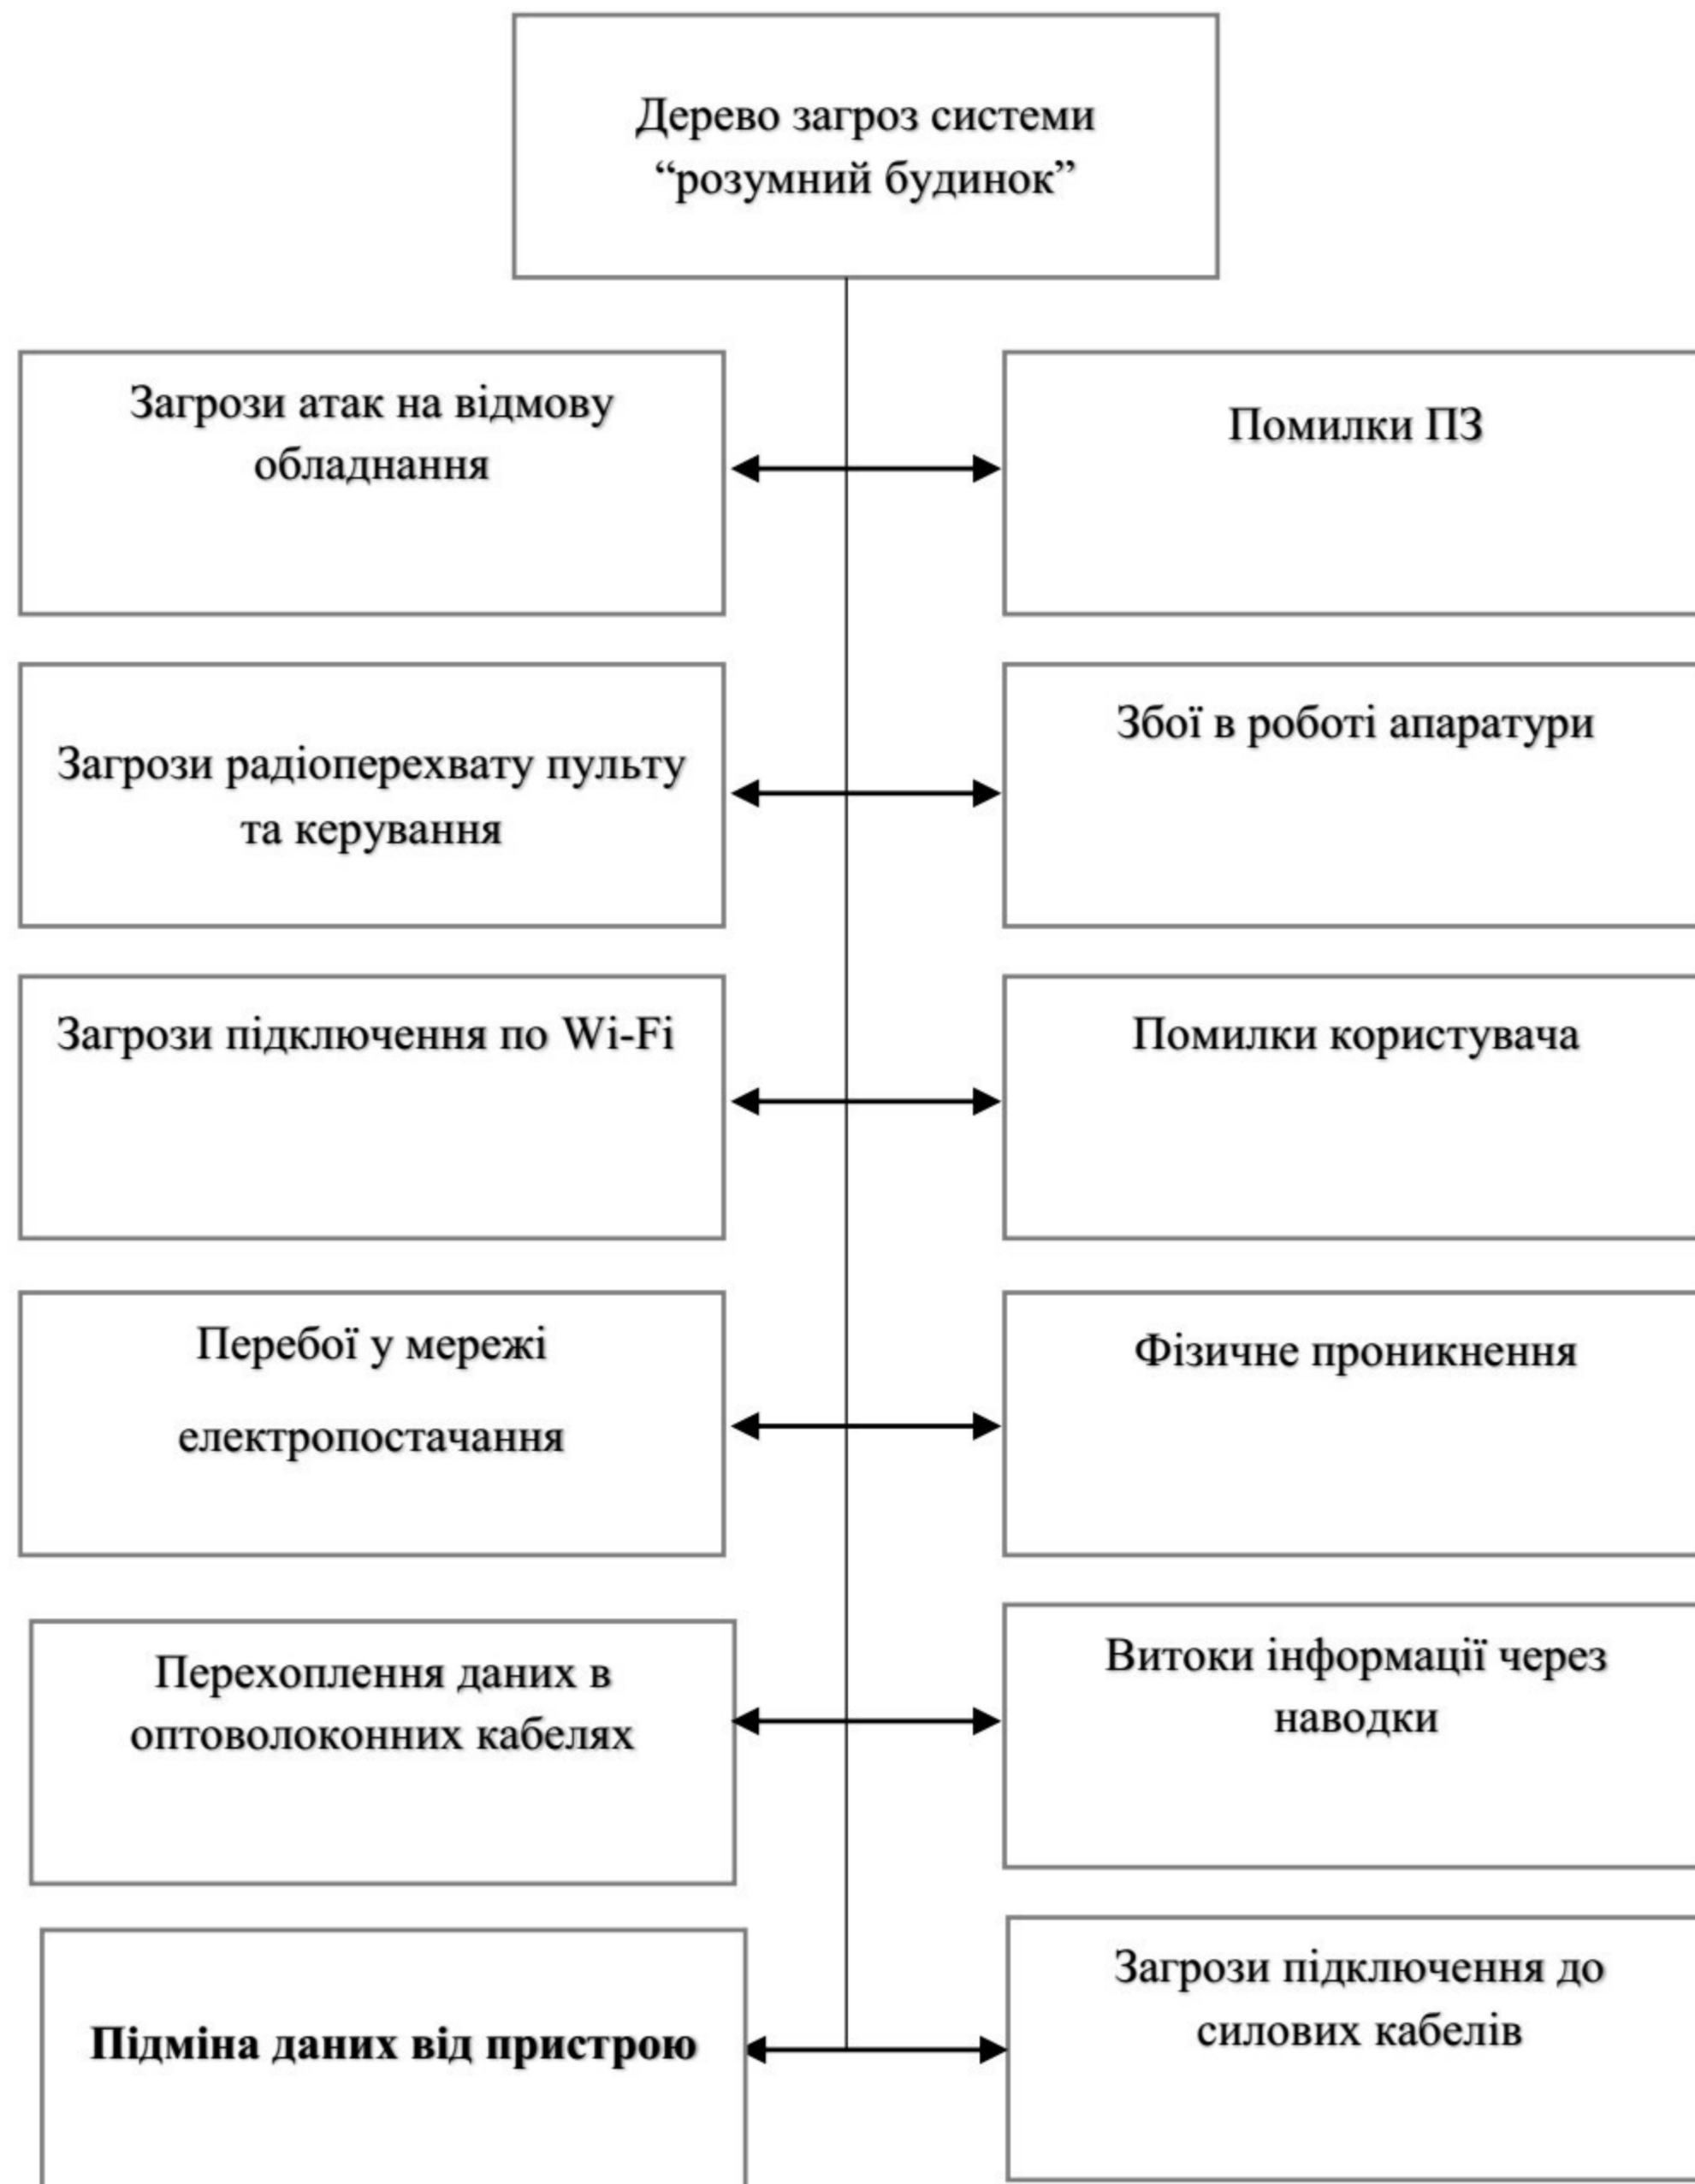 Дерево загроз системи
“розумний будинок”
Загрози атак на відмову
обладнання
Помилки ПЗ
Загрози радіоперехвату пульту
та керування
Збої в роботі апаратури
Загрози підключення по Wi-Fi
Помилки користувача
Перебої у мережі
електропостачання
Фізичне проникнення
Перехоплення даних в
оптоволоконних кабелях
Витоки інформації через
наводки
Підміна даних від пристрою
Загрози підключення до
силових кабелів